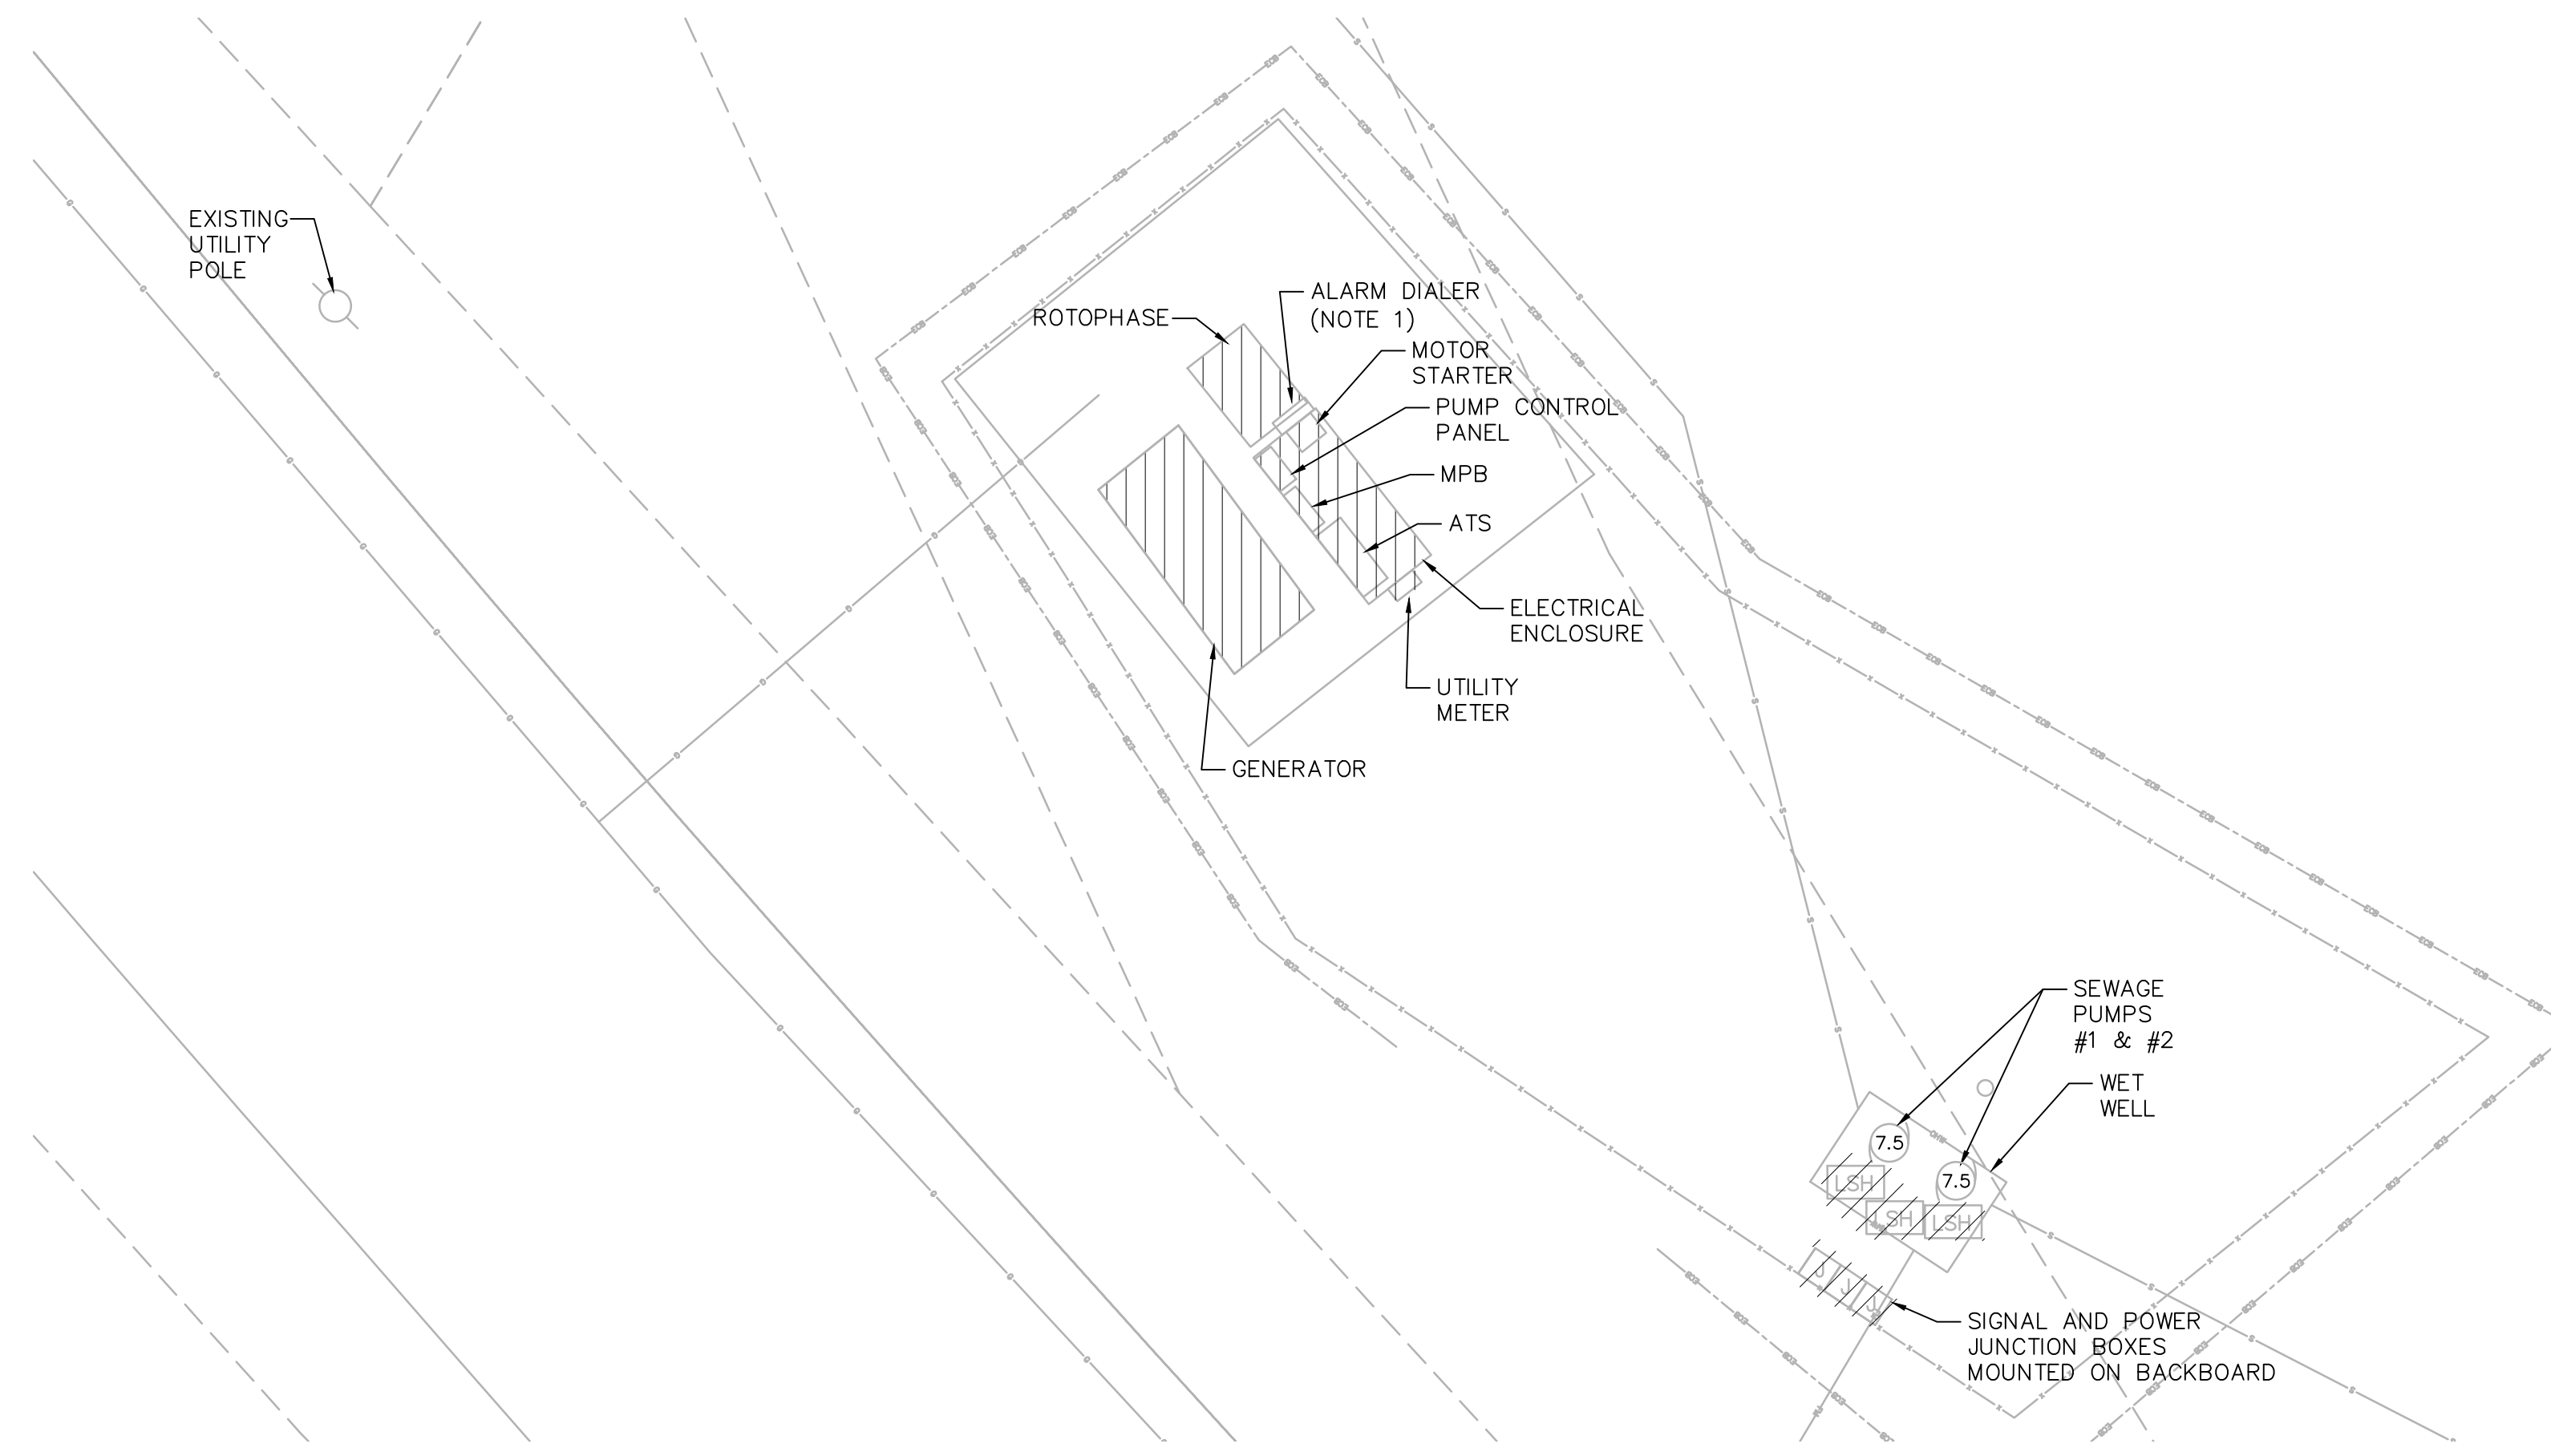 EXISTING
UTILITY
POLE
ROTOPHASE
ALARM DIALER
(NOTE 1)
MOTOR
STARTER
PUMP CONTROL
PANEL
MPB
ATS
ELECTRICAL
ENCLOSURE
UTILITY
METER
GENERATOR
SEWAGE
PUMPS
#1 & #2
WET
WELL
7.5
7.5
LSH
LSH
LSH
J
J
J
SIGNAL AND POWER
JUNCTION BOXES
MOUNTED ON BACKBOARD